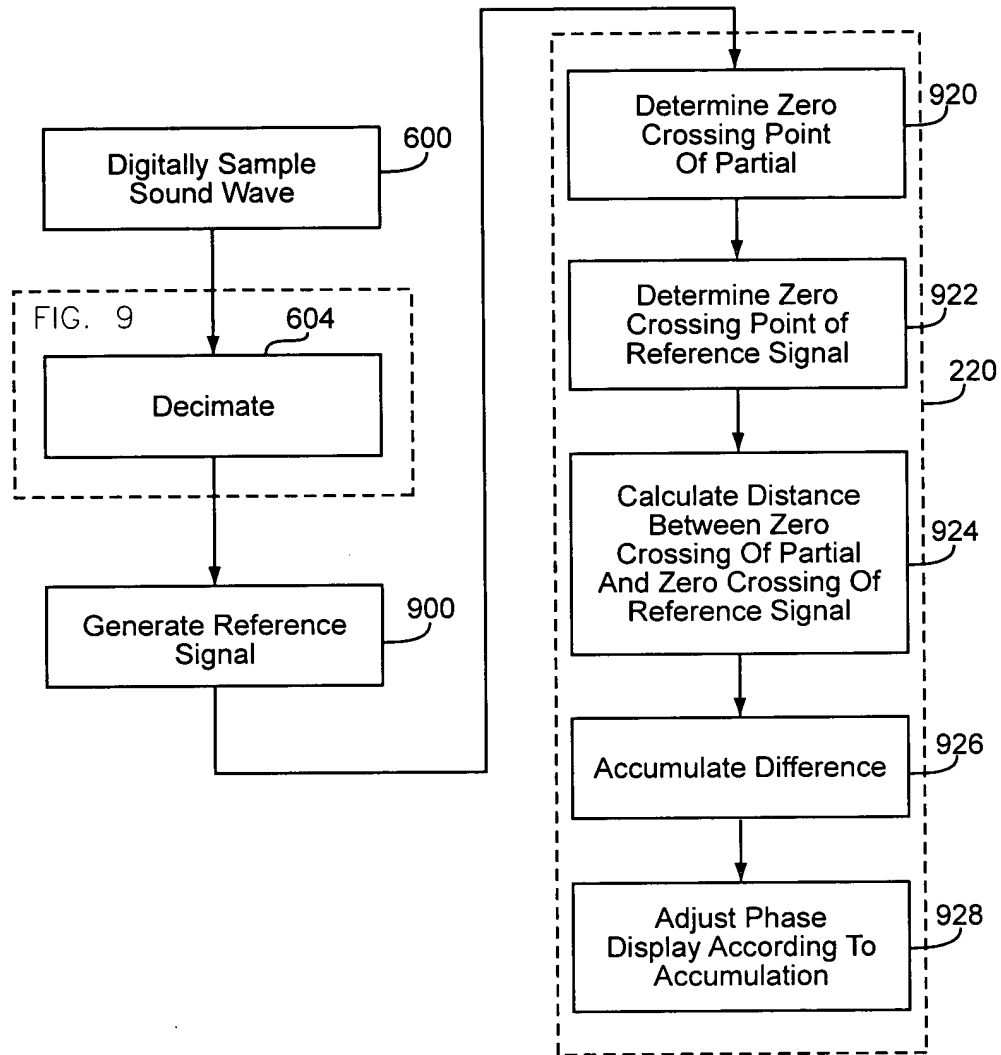 Digitally Sample
Sound Wave
600
FIG. 9
604
Decimate
Generate Reference
Signal
900
Determine Zero
Crossing Point
Of Partial
920
Determine Zero
Crossing Point of
Reference Signal
922
220
Calculate Distance
Between Zero
Crossing Of Partial
And Zero Crossing Of
Reference Signal
924
Accumulate Difference
926
Adjust Phase
Display According To
Accumulation
928